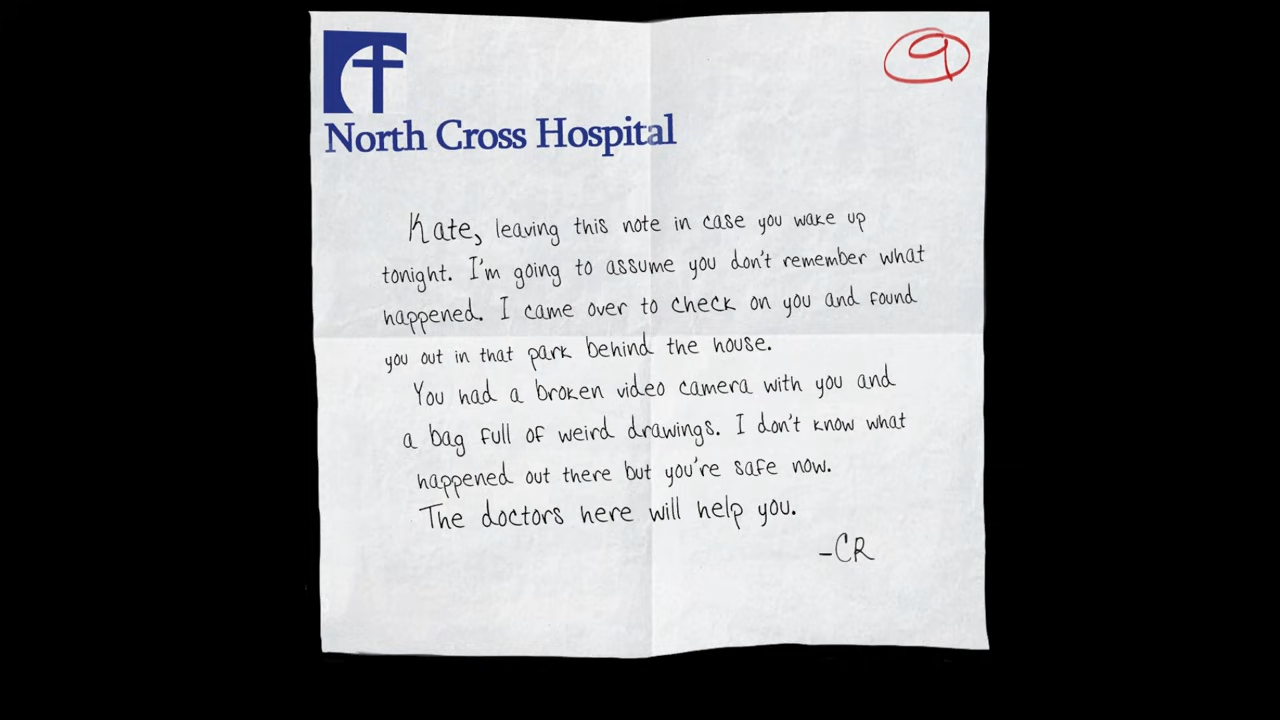 9
North Cross Hospital
Kate, leaving this note in case you wake up
tonight. I'm going to assume you don't remember what
happened. I came over to check on you and found
you out in that park behind the house.
You had a broken video camera with you and
a bag full of weird drawings. I don't know what
happened out there but you're safe now.
The doctors here will help you.
-CR